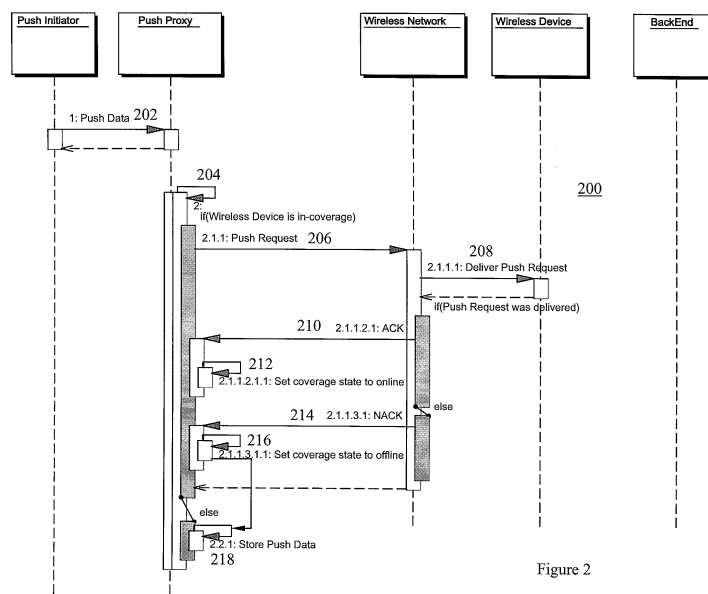 Push Initiator
Push Proxy
Wireless Network
Wireless Device
BackEnd
1: Push Data 202
204
2:
if(Wireless Device is in-coverage)
200
2.1.1: Push Request 206
208
2.1.1.1: Deliver Push Request
if(Push Request was delivered)
210 2.1.1.2.1: ACK
212
2.1.1.2.1.1: Set coverage state to online
else
214 2.1.1.3.1: NACK
216
2.1.1.3.1.1: Set coverage state to offline
else
2.2.1: Store Push Data
218
Figure 2